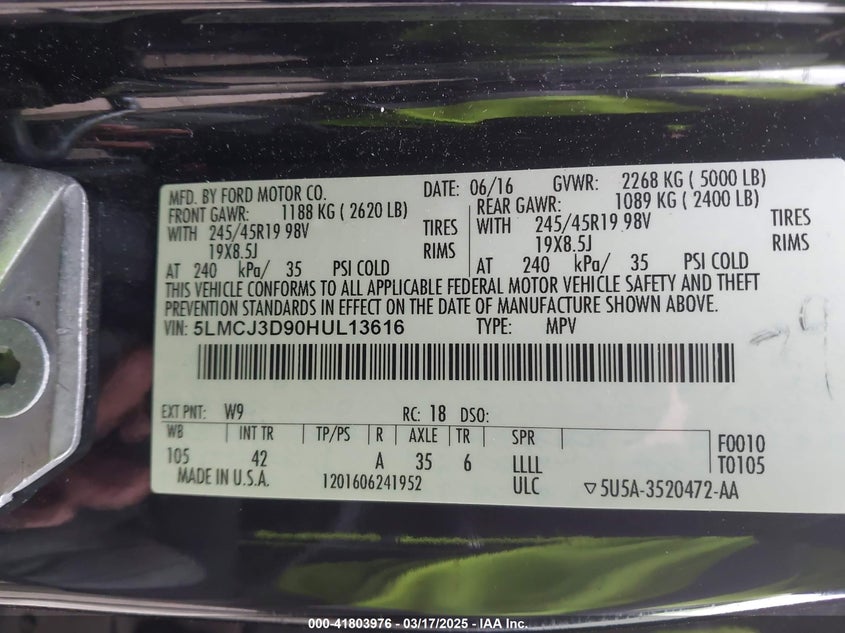 MFD. BY FORD MOTOR CO. DATE: 06/16 GVWR: 2268 KG ( 5000 LB)
FRONT GAWR: 1188 KG ( 2620 LB) REAR GAWR: 1089 KG ( 2400 LB)
WITH 245/45R19 98V TIRES WITH 245/45R19 98V TIRES
19X8.5J RIMS 19X8.5J RIMS
AT 240 kPa/ 35 PSI COLD AT 240 kPa/ 35 PSI COLD
THIS VEHICLE CONFORMS TO ALL APPLICABLE FEDERAL MOTOR VEHICLE SAFETY AND THEFT
PREVENTION STANDARDS IN EFFECT ON THE DATE OF MANUFACTURE SHOWN ABOVE.
VIN: 5LMCJ3D90HUL13616 TYPE: MPV
EXT PNT: W9 RC: 18 DSO:
WB INT TR TP/PS R AXLE TR SPR F0010
105 42 A 35 6 LLLL T0105
MADE IN U.S.A. 1201606241952 ULC ▽5U5A-3520472-AA
000-41803976 / 03/17/2025 - IAA Inc.